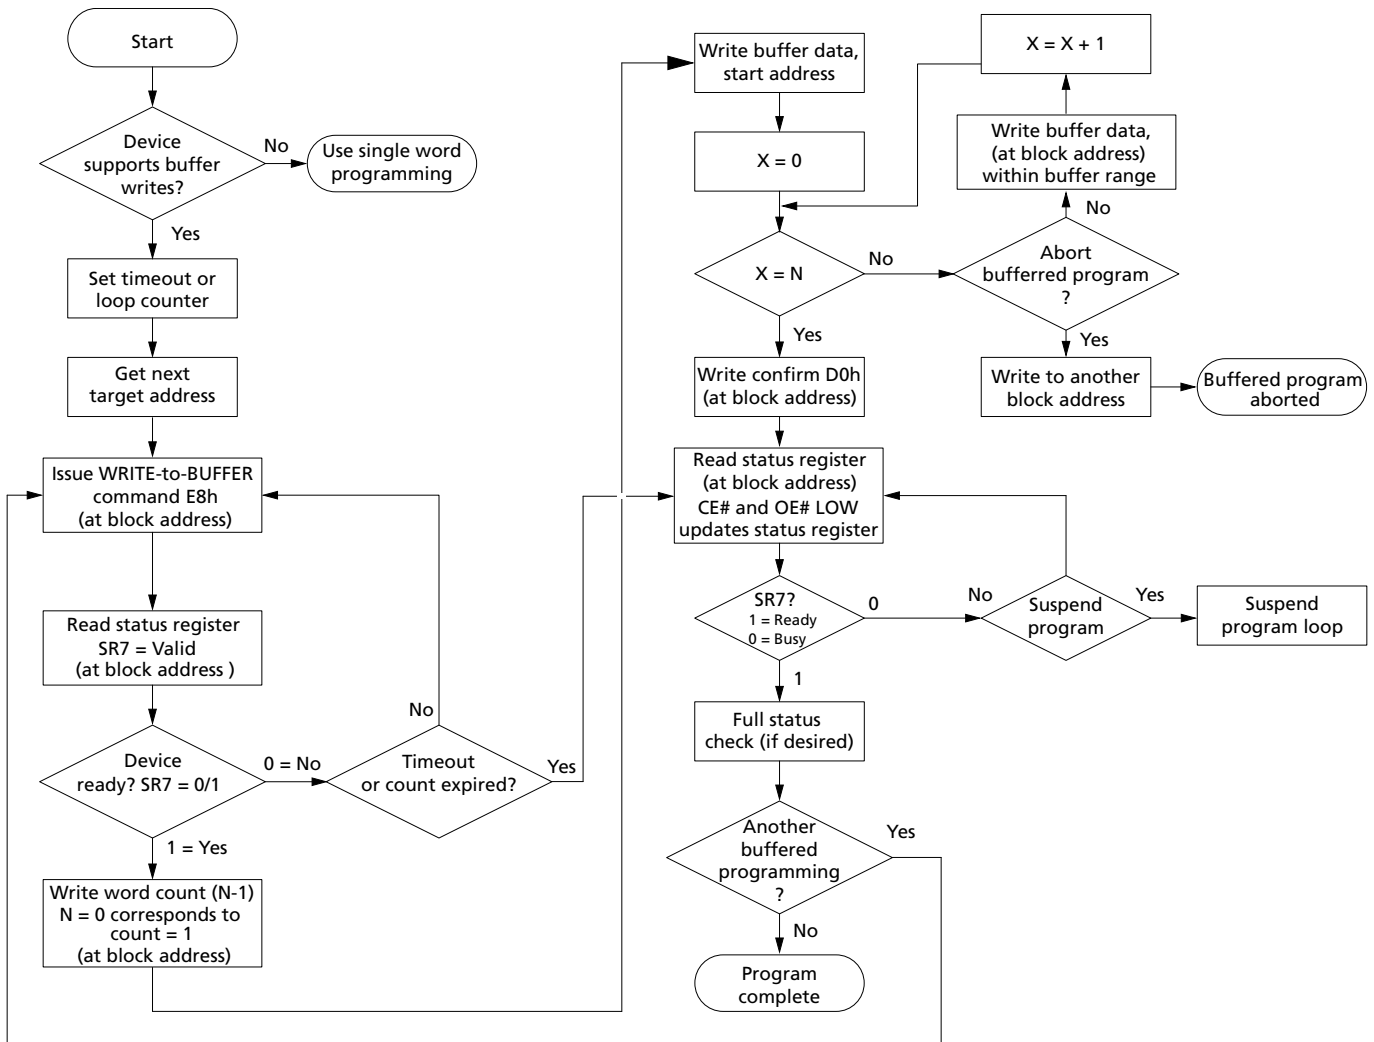 Start
Device
supports buffer
writes?
No
Use single word
programming
Yes
Set timeout or
loop counter
Get next
target address
Issue WRITE-to-BUFFER
command E8h
(at block address)
Read status register
SR7 = Valid
(at block address )
Device
ready? SR7 = 0/1
0 = No
No
Timeout
or count expired?
Yes
1 = Yes
Write word count (N-1)
N = 0 corresponds to
count = 1
(at block address)
Write buffer data,
start address
X = 0
X = N
No
Abort
bufferred program
?
No
Write buffer data,
(at block address)
within buffer range
X = X + 1
Yes
Write to another
block address
Buffered program
aborted
Yes
Write confirm D0h
(at block address)
Read status register
(at block address)
CE# and OE# LOW
updates status register
SR7?
1 = Ready
0 = Busy
0
No
Suspend
program
Yes
Suspend
program loop
1
Full status
check (if desired)
Another
buffered
programming
?
Yes
No
Program
complete